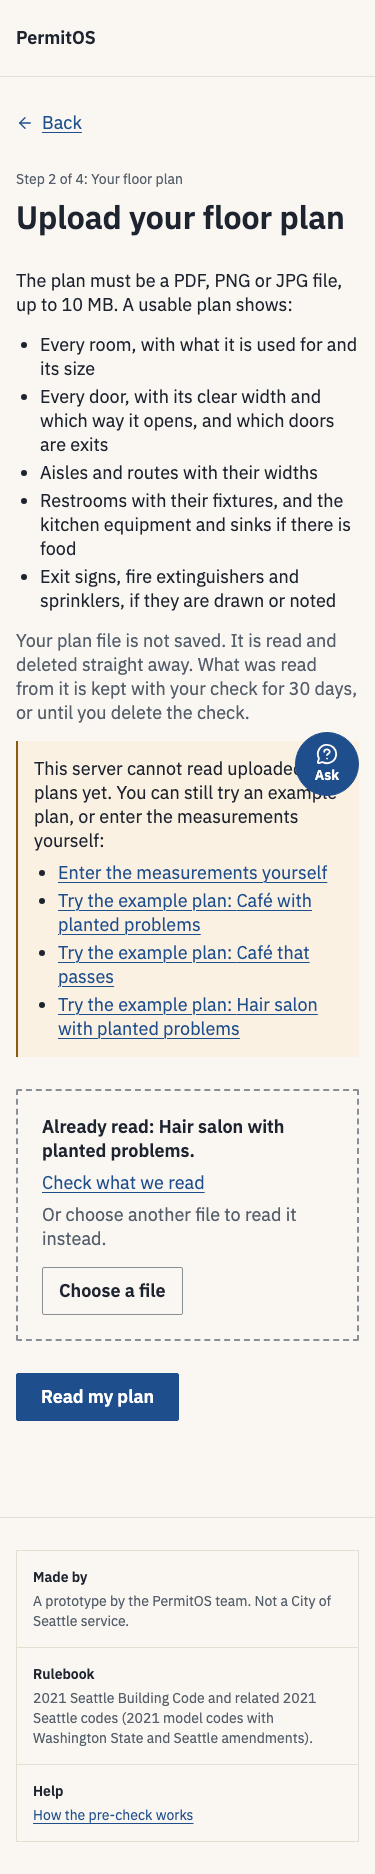 PermitOS
Back
Step 2 of 4: Your floor plan
Upload your floor plan
The plan must be a PDF, PNG or JPG file,
up to 10 MB. A usable plan shows:
Every room, with what it is used for and
its size
Every door, with its clear width and
which way it opens, and which doors
are exits
Aisles and routes with their widths
Restrooms with their fixtures, and the
kitchen equipment and sinks if there is
food
Exit signs, fire extinguishers and
sprinklers, if they are drawn or noted
Your plan file is not saved. It is read and
deleted straight away. What was read
from it is kept with your check for 30 days,
or until you delete the check.
Ask
This server cannot read uploaded
plans yet. You can still try an example
plan, or enter the measurements
yourself:
Enter the measurements yourself
Try the example plan: Café with
planted problems
Try the example plan: Café that
passes
Try the example plan: Hair salon
with planted problems
Already read: Hair salon with
planted problems.
Check what we read
Or choose another file to read it
instead.
Choose a file
Read my plan
Made by
A prototype by the PermitOS team. Not a City of
Seattle service.
Rulebook
2021 Seattle Building Code and related 2021
Seattle codes (2021 model codes with
Washington State and Seattle amendments).
Help
How the pre-check works